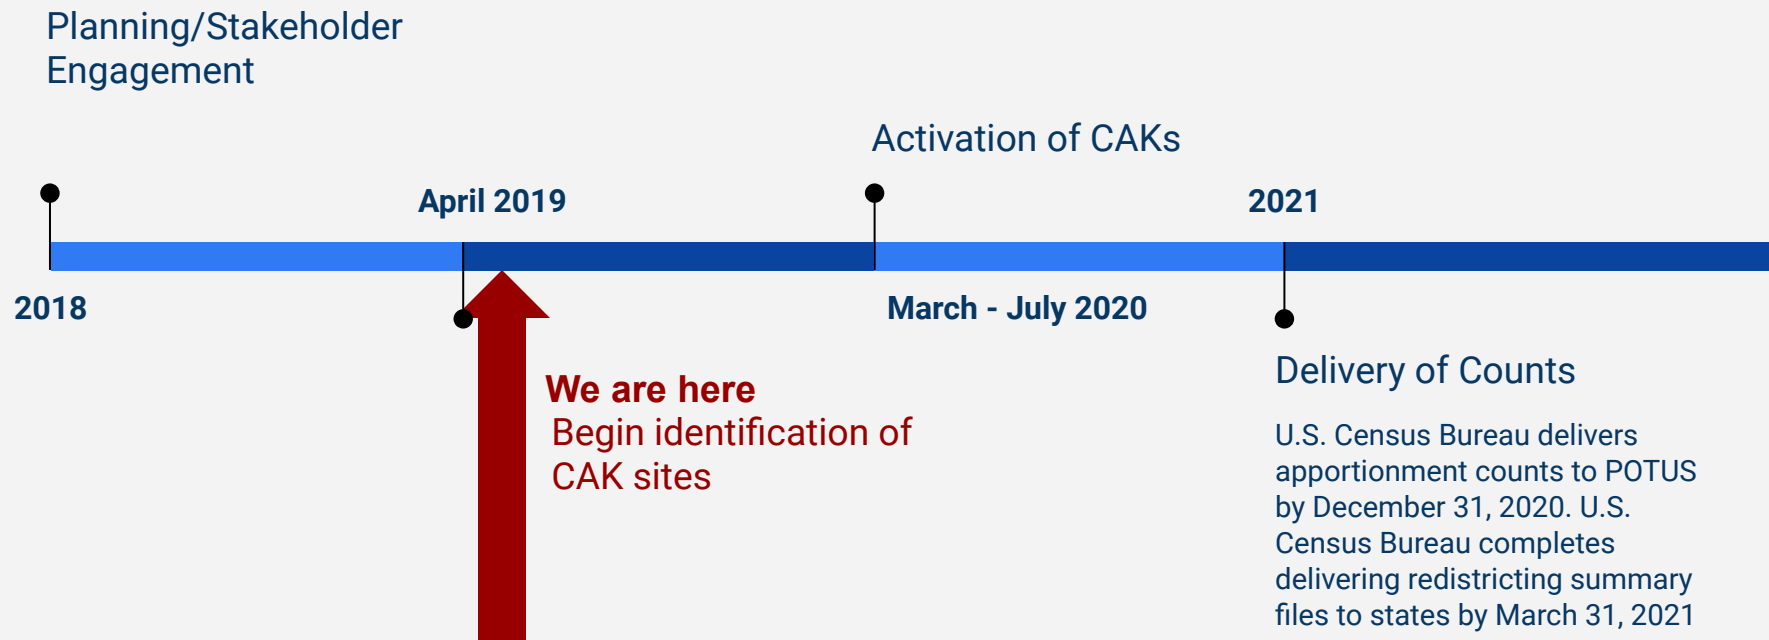 Planning/Stakeholder
Engagement
Activation of CAKs
April 2019
2021
2018
March - July 2020
We are here
Begin identification of
CAK sites
Delivery of Counts
U.S. Census Bureau delivers
apportionment counts to POTUS
by December 31, 2020. U.S.
Census Bureau completes
delivering redistricting summary
files to states by March 31, 2021